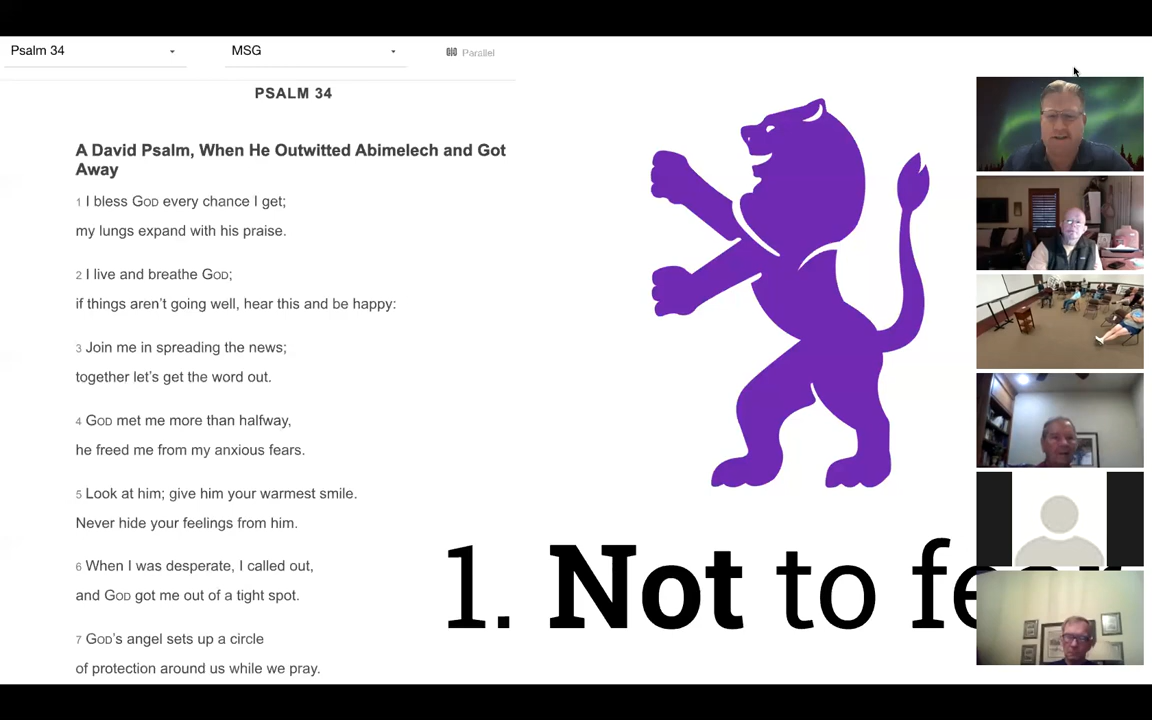 Psalm 34
MSG
Parallel
PSALM 34
A David Psalm, When He Outwitted Abimelech and Got
Away
1 I bless GOD every chance I get;
my lungs expand with his praise.
2 I live and breathe GOD;
if things aren’t going well, hear this and be happy:
3 Join me in spreading the news;
together let’s get the word out.
4 GOD met me more than halfway,
he freed me from my anxious fears.
5 Look at him; give him your warmest smile.
Never hide your feelings from him.
6 When I was desperate, I called out,
and GOD got me out of a tight spot.
7 GOD’s angel sets up a circle
of protection around us while we pray.
1. Not to fear